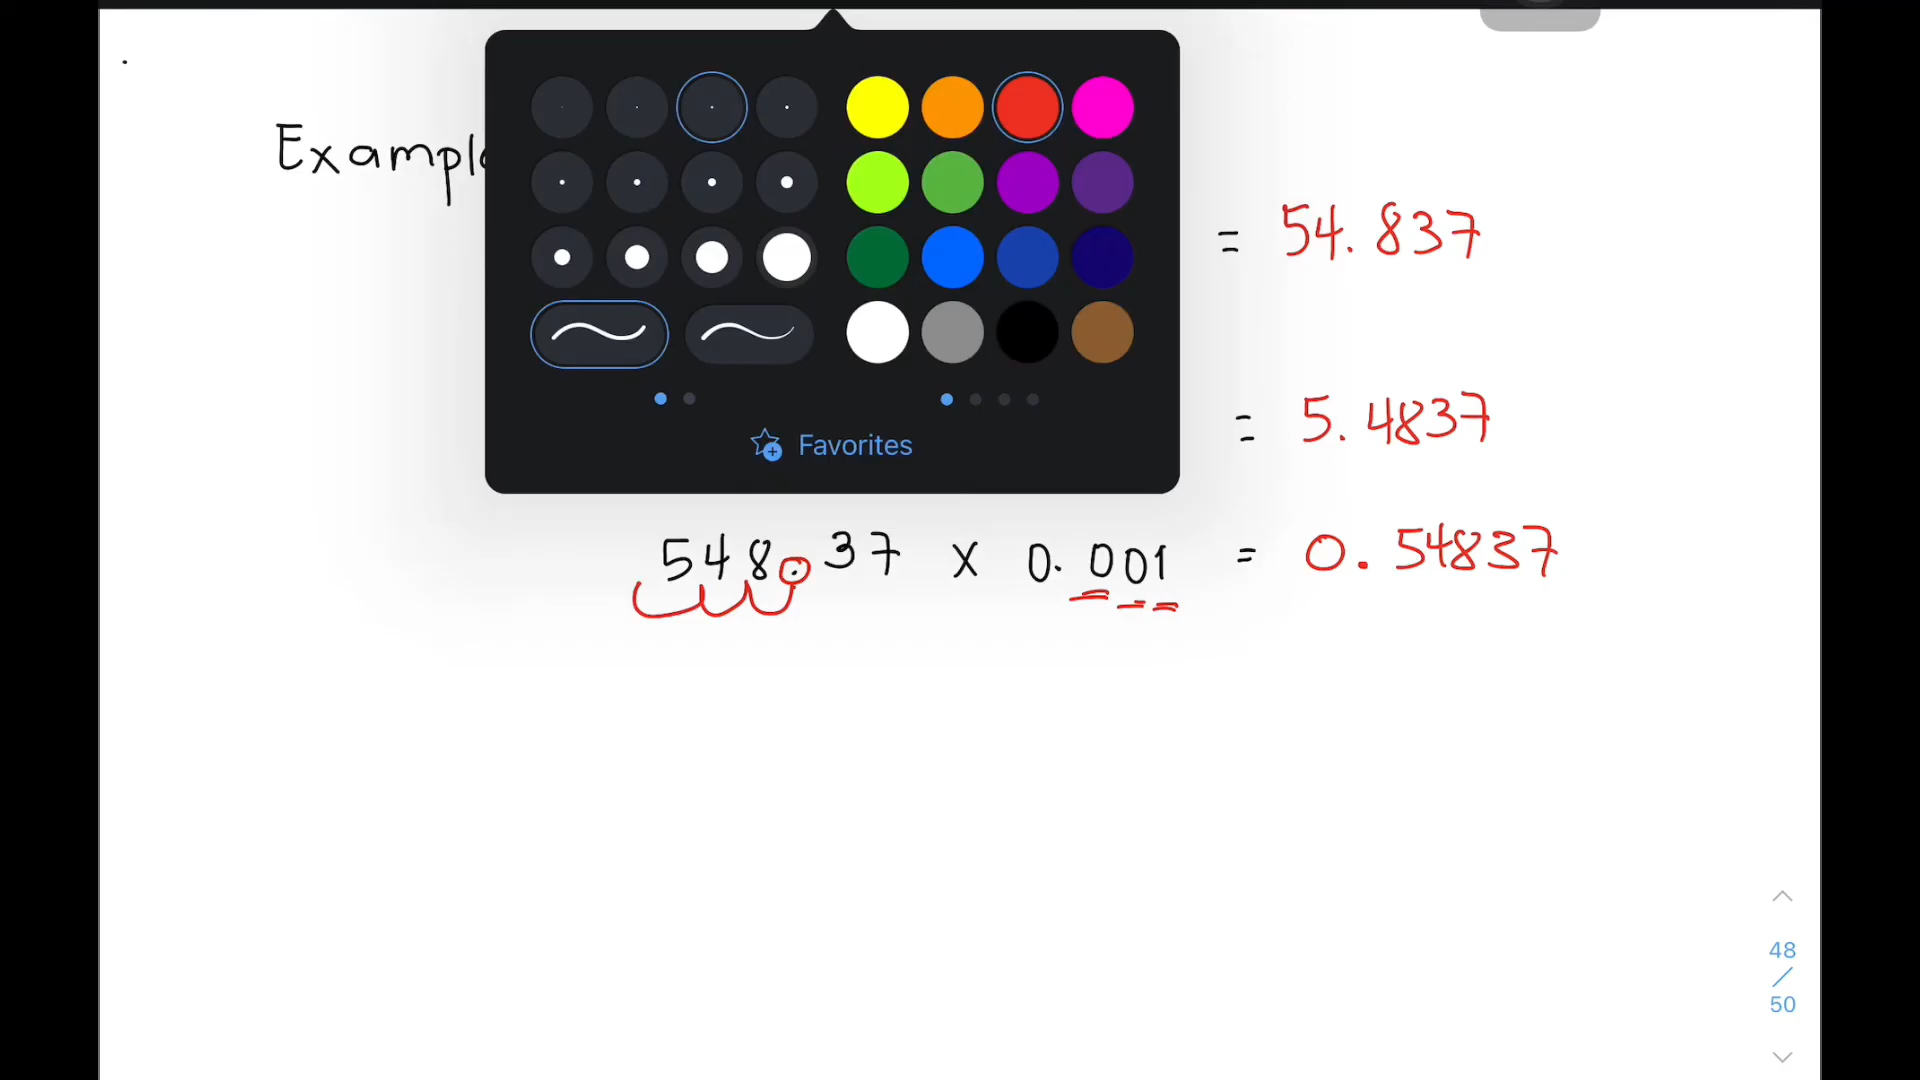 Exampl
= 54.837
= 5.4837
Favorites
548.37 x 0.001 = 0.54837
48
/
50